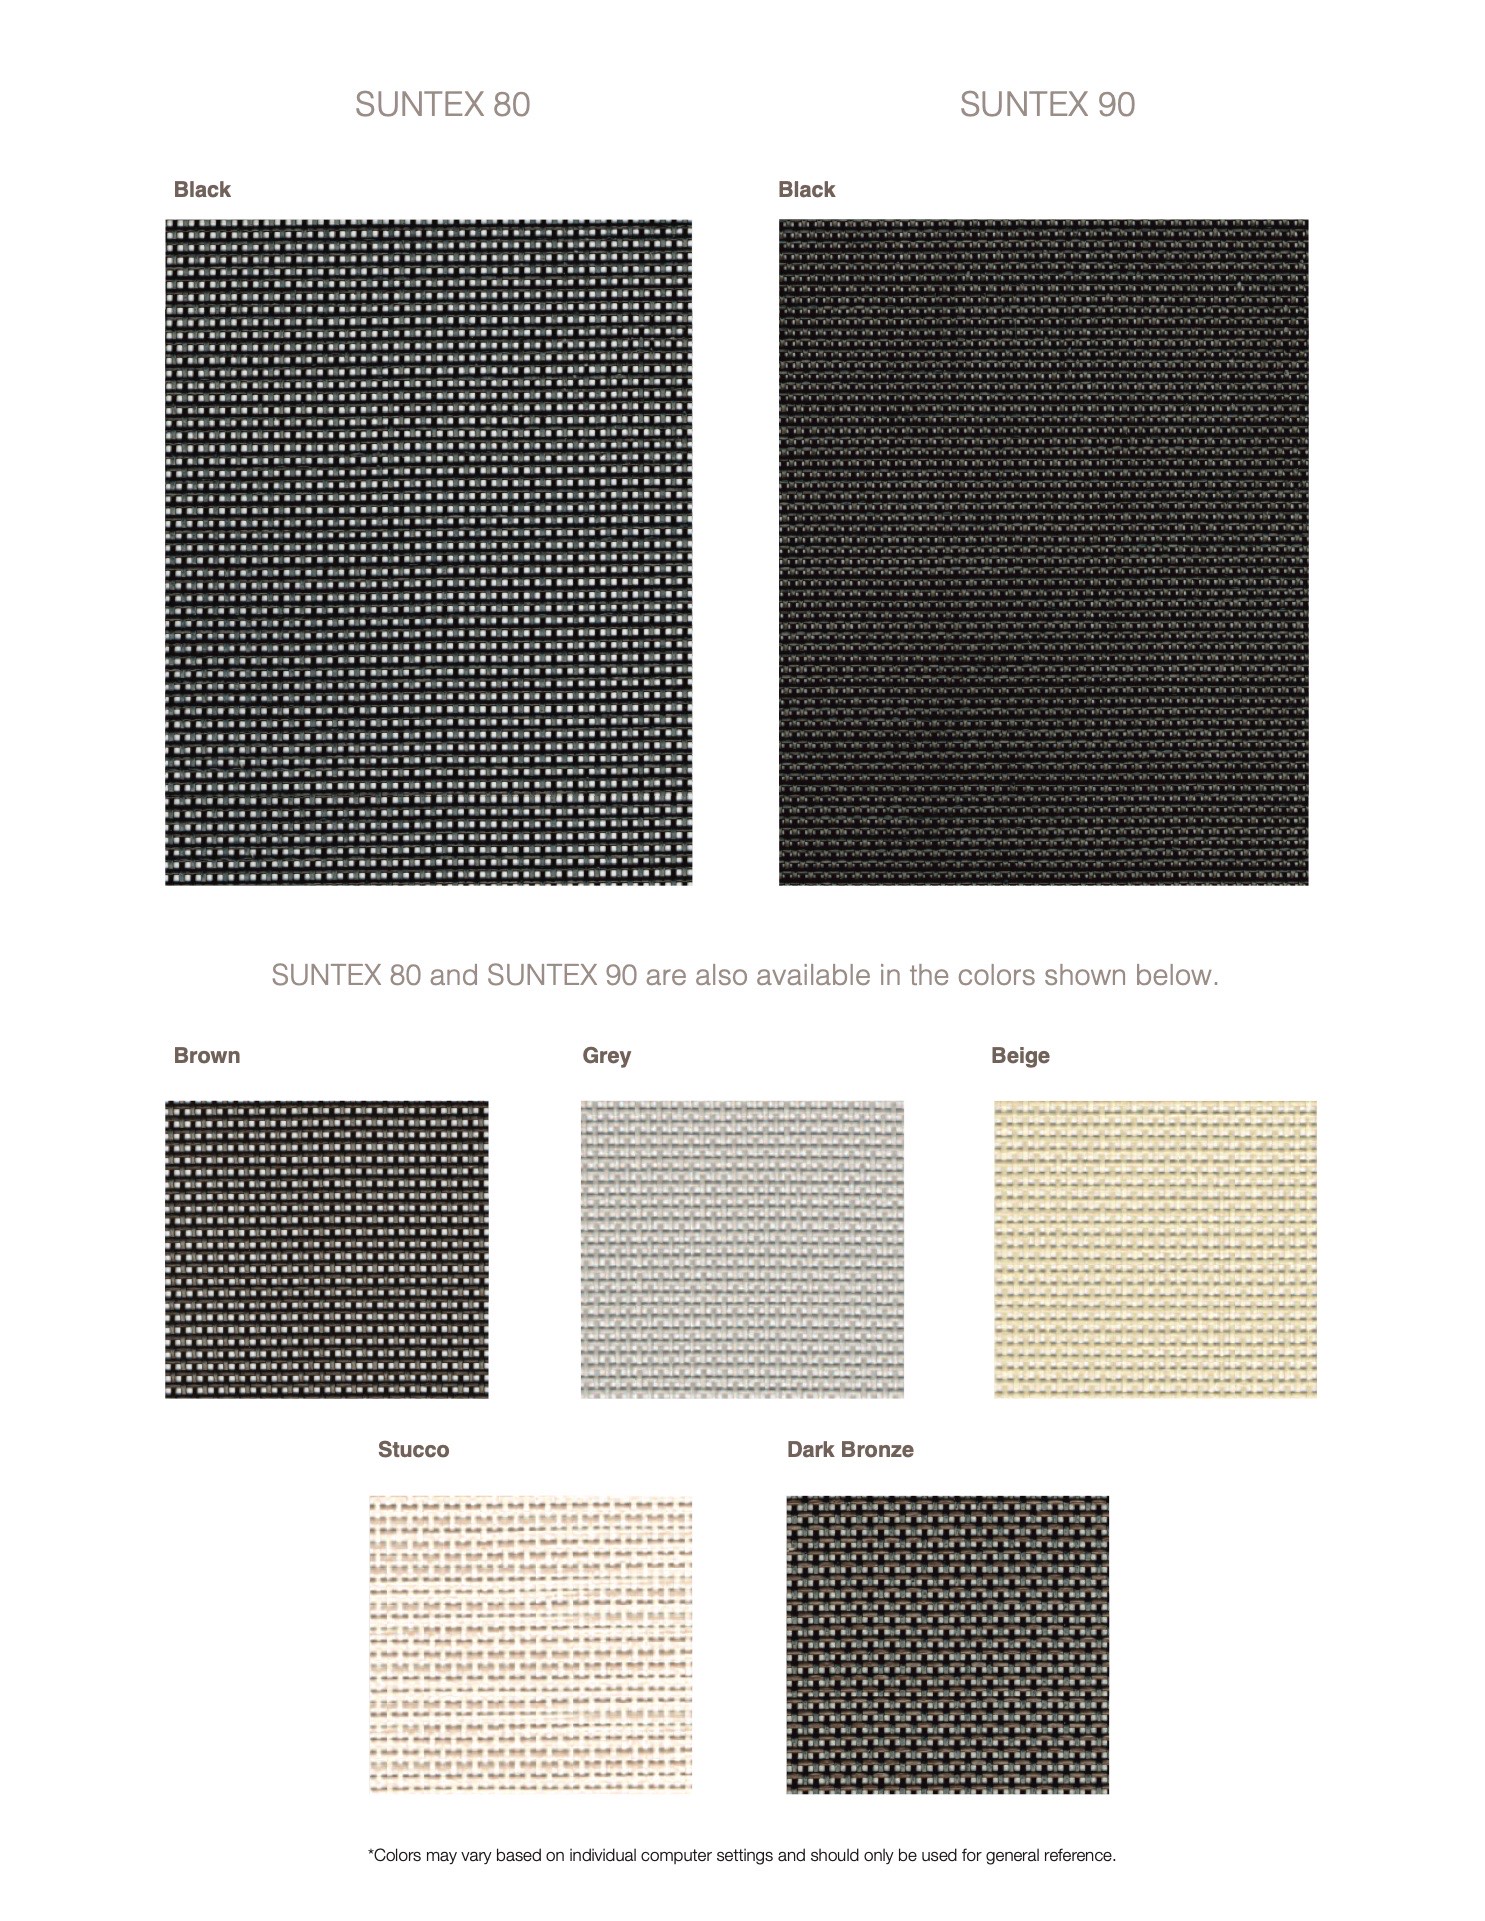 SUNTEX 80
SUNTEX 90
Black
Black
SUNTEX 80 and SUNTEX 90 are also available in the colors shown below.
Brown
Grey
Beige
Stucco
Dark Bronze
*Colors may vary based on individual computer settings and should only be used for general reference.